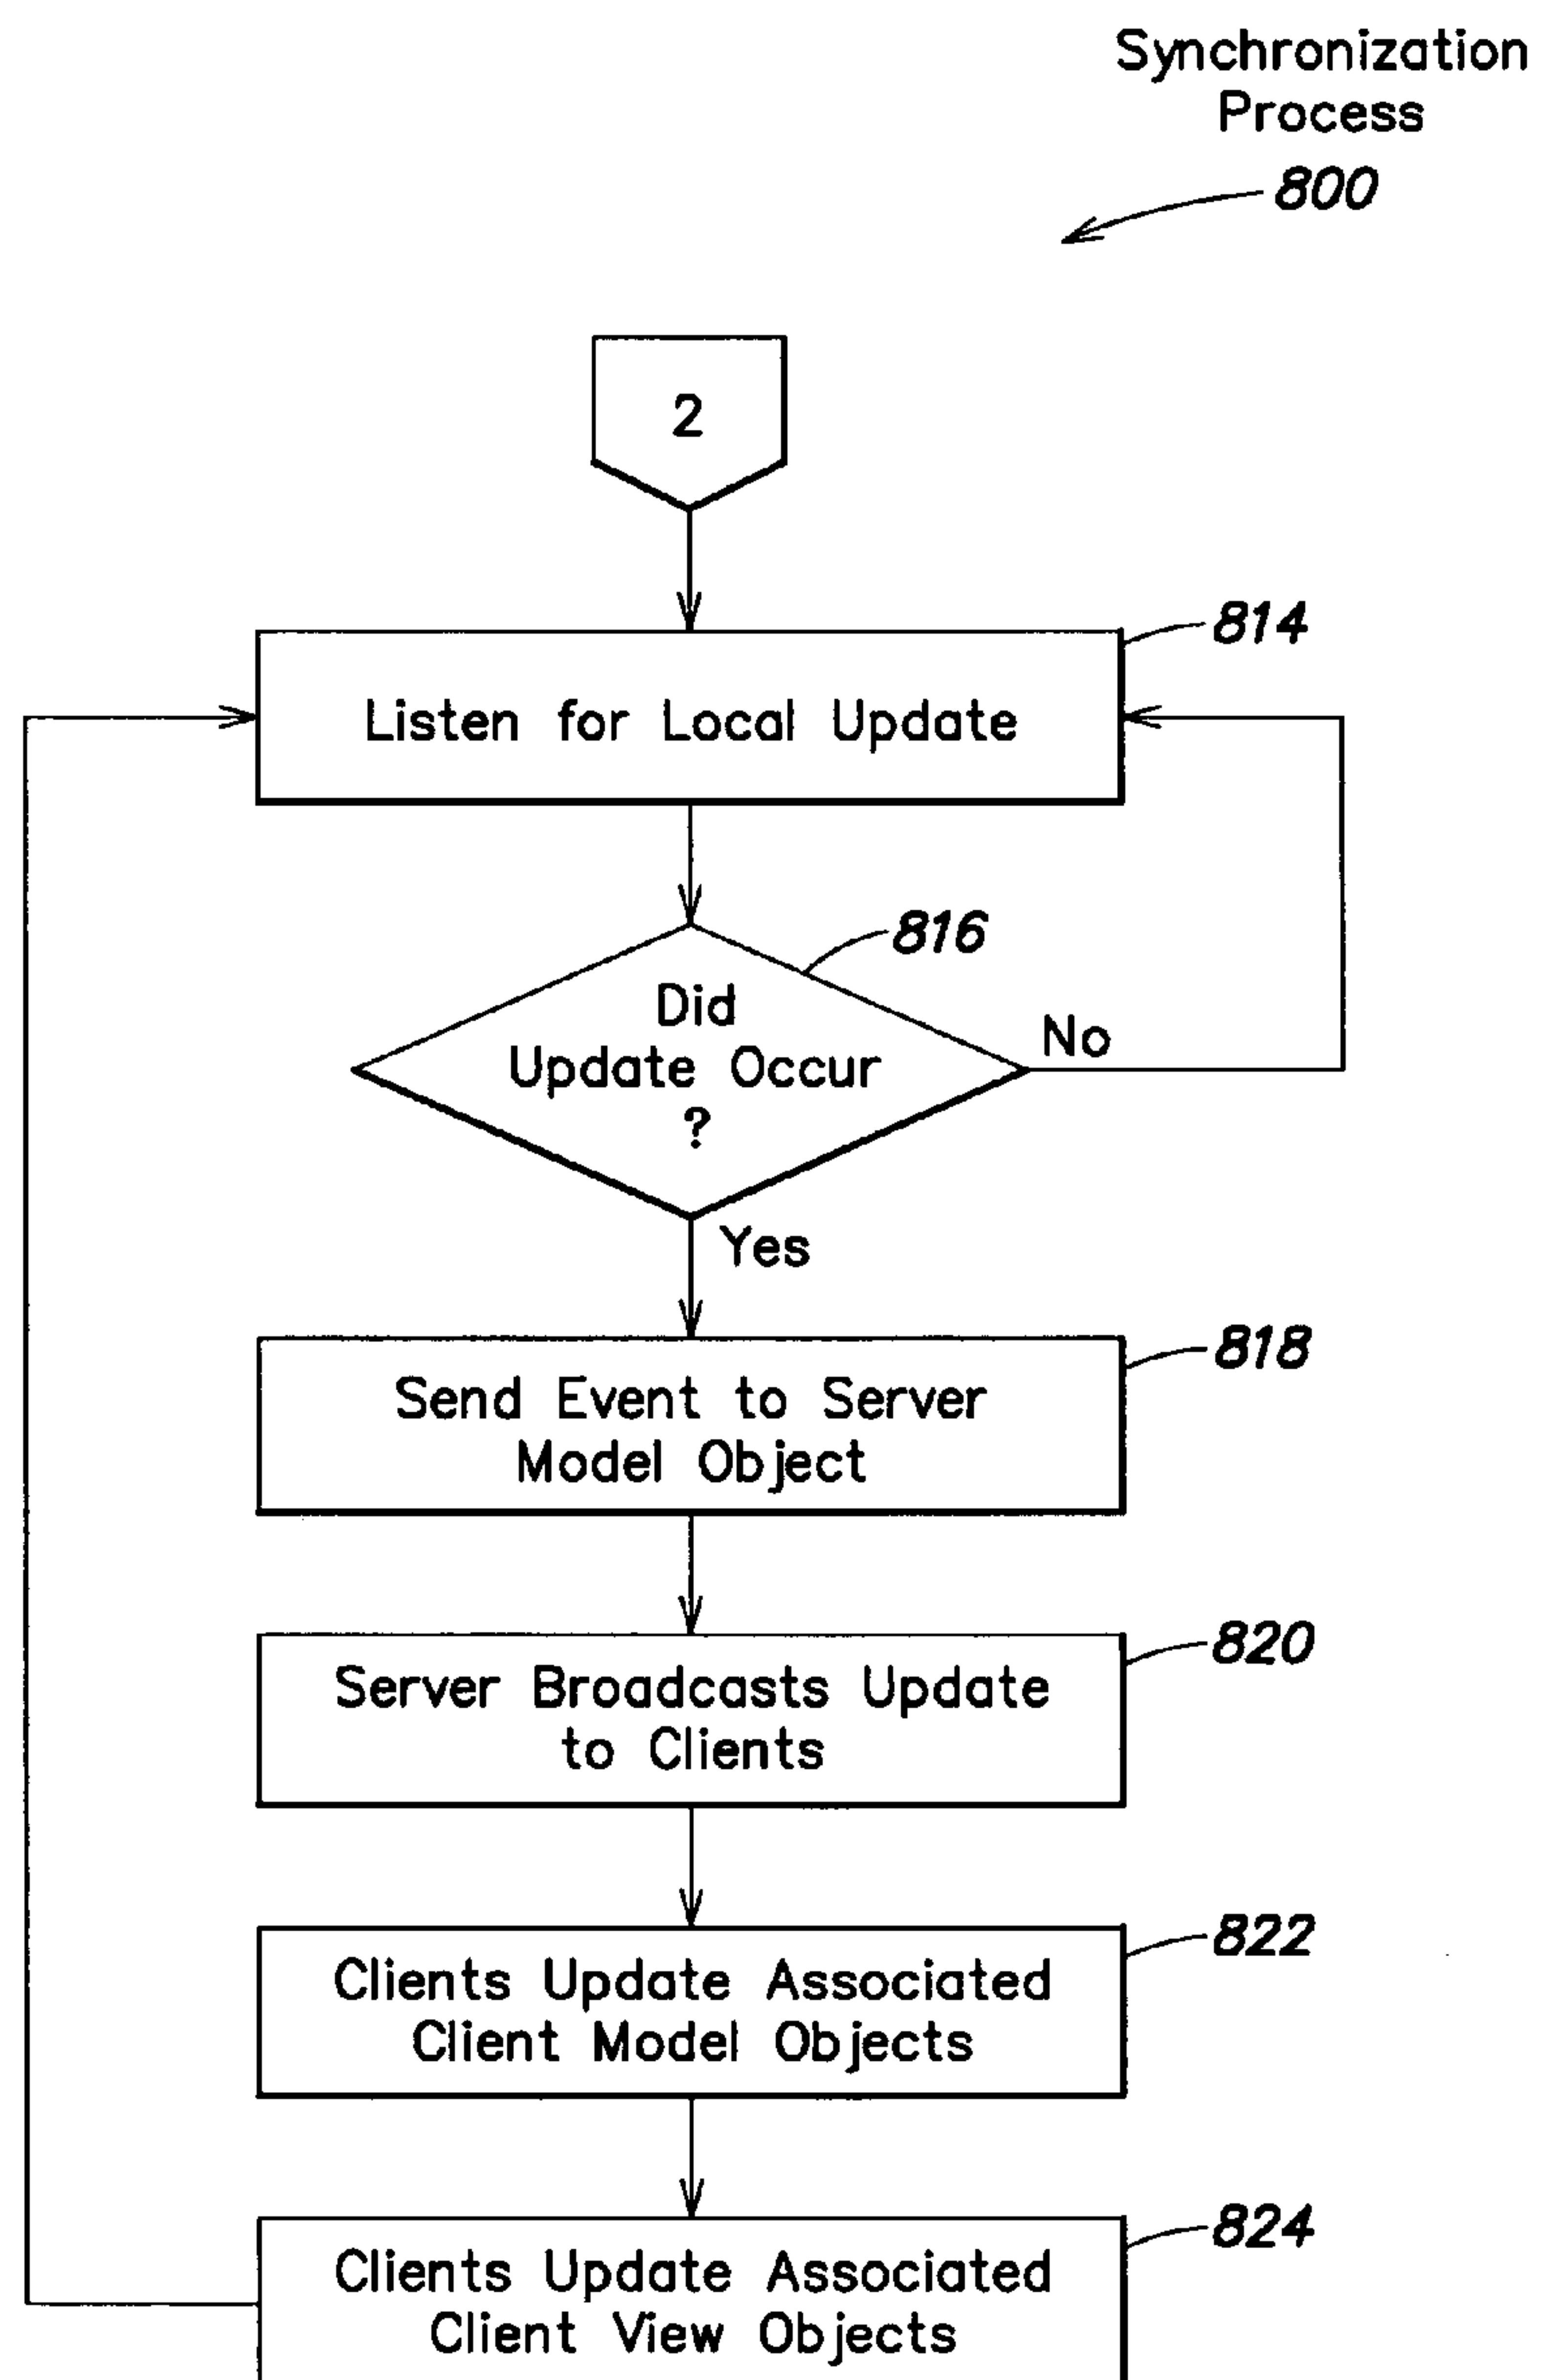 Synchronization
Process
800
2
814
Listen for Local Update
816
Did
Update Occur
?
No
Yes
818
Send Event to Server
Model Object
820
Server Broadcasts Update
to Clients
822
Clients Update Associated
Client Model Objects
824
Clients Update Associated
Client View Objects